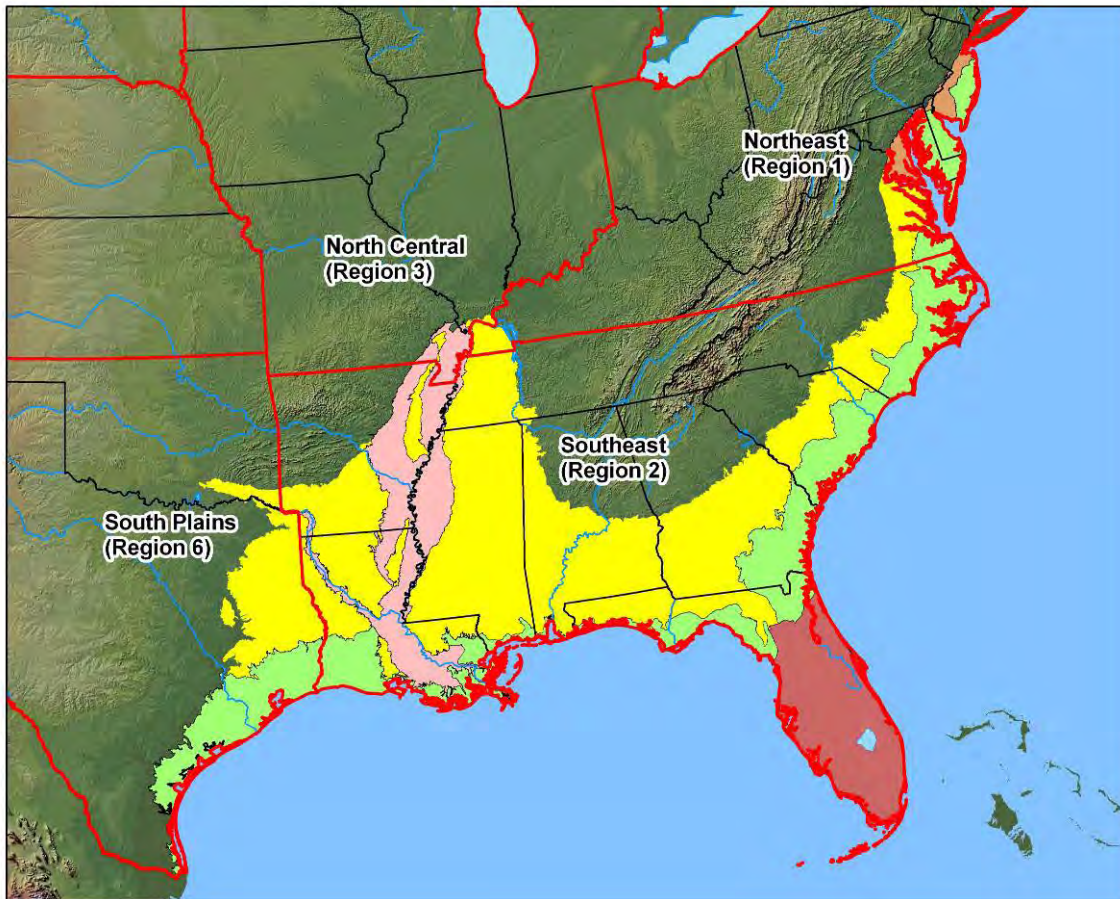 Northeast
(Region 1)
North Central
(Region 3)
Southeast
(Region 2)
South Plains
(Region 6)